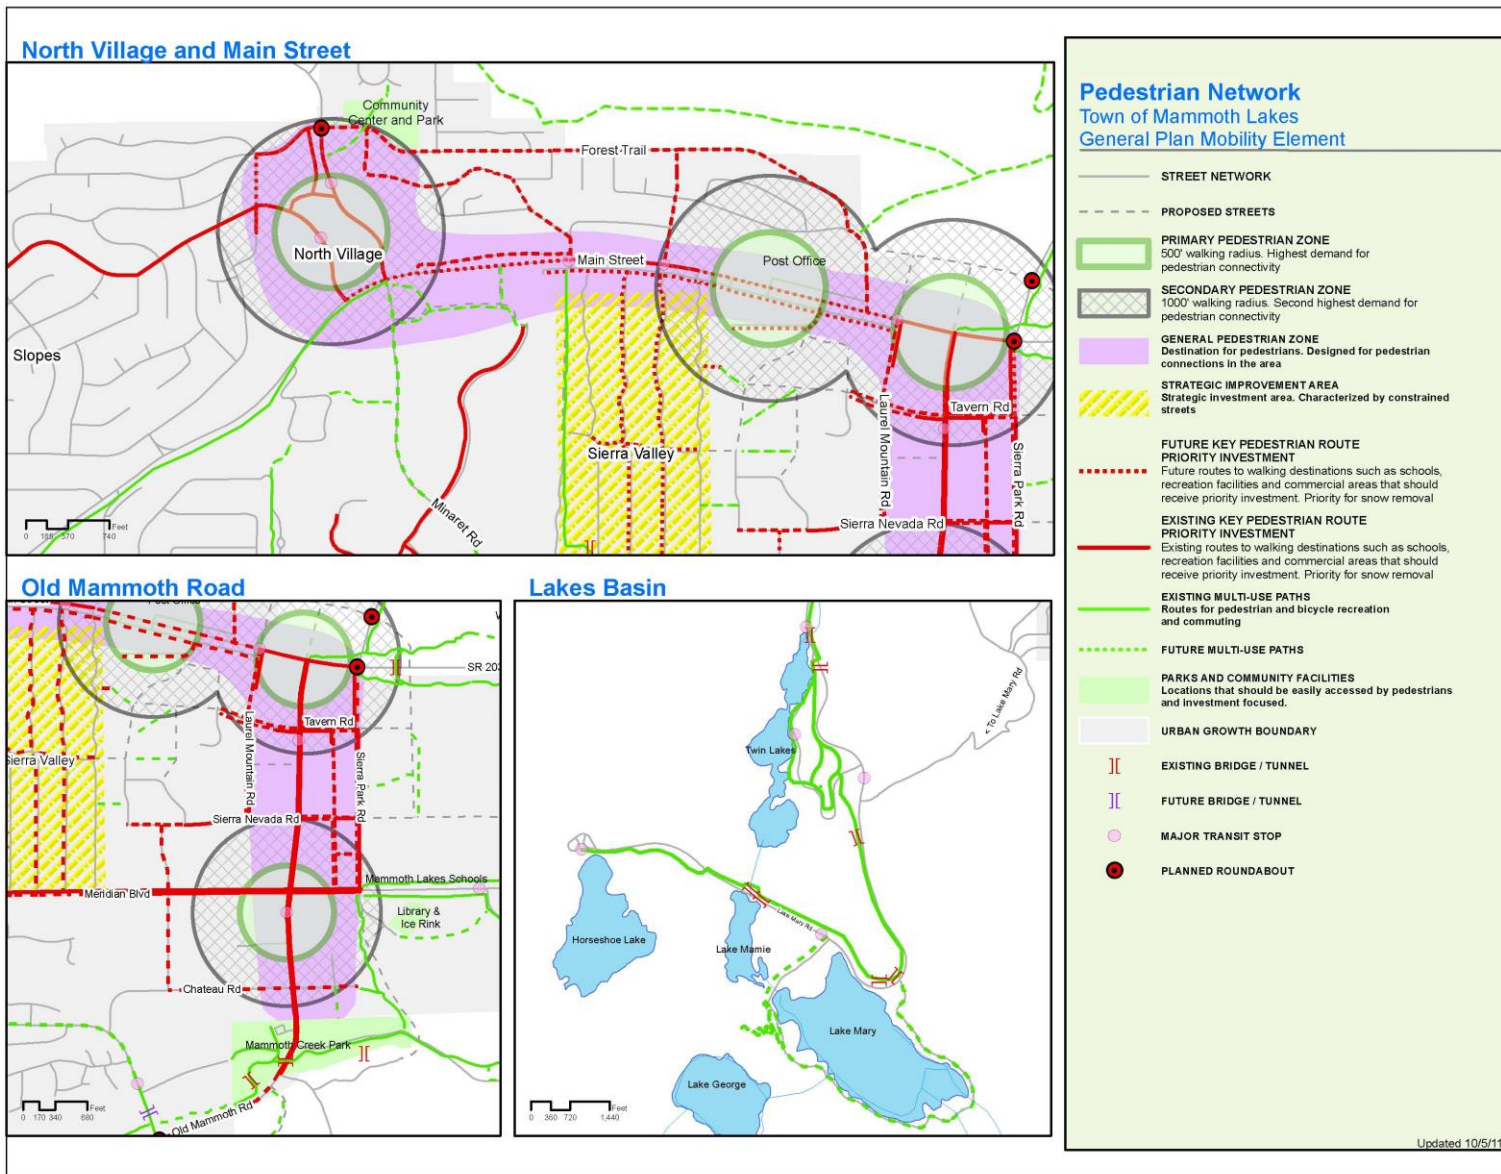 North Village and Main Street
Community
Center and Park
Forest Trail
North Village
Main Street
Post Office
Slopes
Sierra Valley
Minaret Rd
Laurel Mountain Rd
Tavern Rd
Sierra Park Rd
Sierra Nevada Rd
Feet
0 185 370 740
Old Mammoth Road
Post Office
SR 203
Tavern Rd
Laurel Mountain Rd
Sierra Park Rd
Sierra Valley
Sierra Nevada Rd
Meridian Blvd
Mammoth Lakes Schools
Library &
Ice Rink
Chateau Rd
Mammoth Creek Park
Old Mammoth Rd
Feet
0 170 340 680
Lakes Basin
< To Lake Mary Rd
Twin Lakes
Horseshoe Lake
Lake Mary Rd
Lake Mamie
Lake Mary
Lake George
Feet
0 360 720 1,440
Pedestrian Network
Town of Mammoth Lakes
General Plan Mobility Element
STREET NETWORK
PROPOSED STREETS
PRIMARY PEDESTRIAN ZONE
500' walking radius. Highest demand for
pedestrian connectivity
SECONDARY PEDESTRIAN ZONE
1000' walking radius. Second highest demand for
pedestrian connectivity
GENERAL PEDESTRIAN ZONE
Destination for pedestrians. Designed for pedestrian
connections in the area
STRATEGIC IMPROVEMENT AREA
Strategic investment area. Characterized by constrained
streets
FUTURE KEY PEDESTRIAN ROUTE
PRIORITY INVESTMENT
Future routes to walking destinations such as schools,
recreation facilities and commercial areas that should
receive priority investment. Priority for snow removal
EXISTING KEY PEDESTRIAN ROUTE
PRIORITY INVESTMENT
Existing routes to walking destinations such as schools,
recreation facilities and commercial areas that should
receive priority investment. Priority for snow removal
EXISTING MULTI-USE PATHS
Routes for pedestrian and bicycle recreation
and commuting
FUTURE MULTI-USE PATHS
PARKS AND COMMUNITY FACILITIES
Locations that should be easily accessed by pedestrians
and investment focused.
URBAN GROWTH BOUNDARY
EXISTING BRIDGE / TUNNEL
FUTURE BRIDGE / TUNNEL
MAJOR TRANSIT STOP
PLANNED ROUNDABOUT
Updated 10/5/11